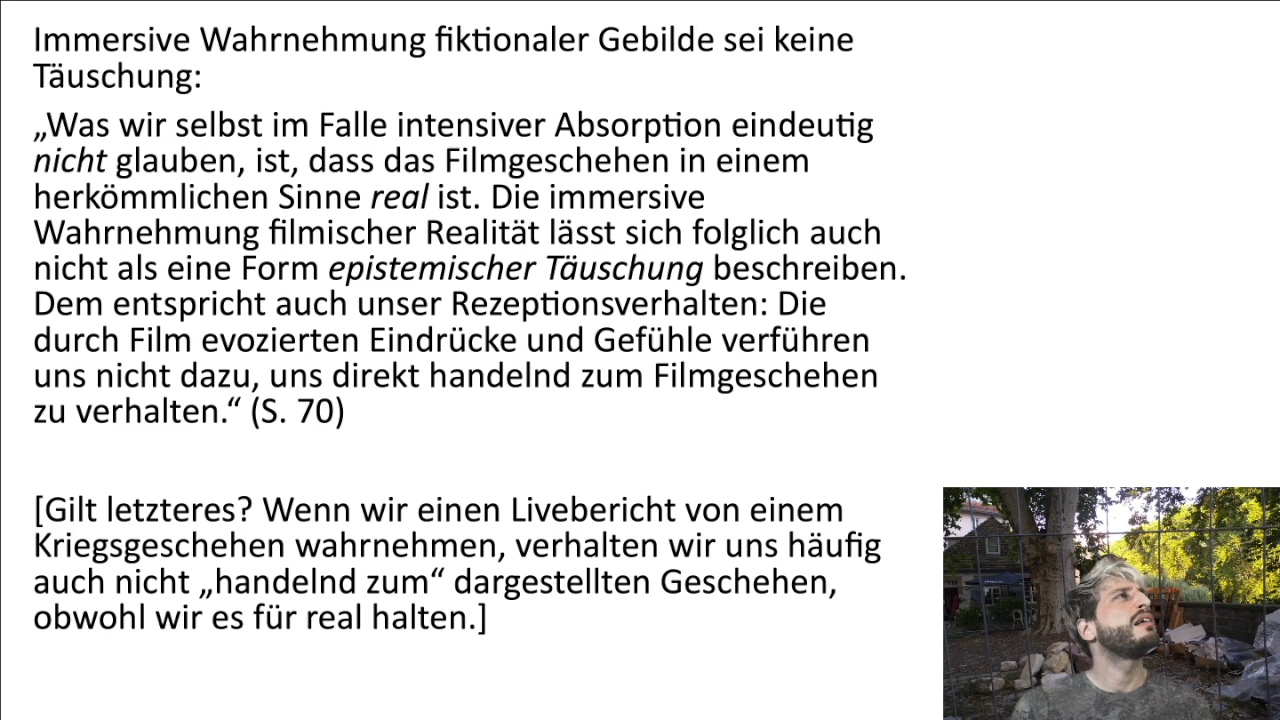 Immersive Wahrnehmung fiktionaler Gebilde sei keine
Täuschung:
„Was wir selbst im Falle intensiver Absorption eindeutig
nicht glauben, ist, dass das Filmgeschehen in einem
herkömmlichen Sinne real ist. Die immersive
Wahrnehmung filmischer Realität lässt sich folglich auch
nicht als eine Form epistemischer Täuschung beschreiben.
Dem entspricht auch unser Rezeptionsverhalten: Die
durch Film evozierten Eindrücke und Gefühle verführen
uns nicht dazu, uns direkt handelnd zum Filmgeschehen
zu verhalten.“ (S. 70)
[Gilt letzteres? Wenn wir einen Livebericht von einem
Kriegsgeschehen wahrnehmen, verhalten wir uns häufig
auch nicht „handelnd zum“ dargestellten Geschehen,
obwohl wir es für real halten.]